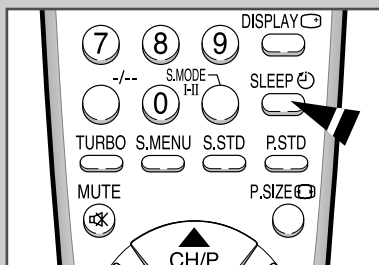 DISPLAY
7 8 9
-/-- S.MODE SLEEP
I-II
0
TURBO S.MENU S.STD P.STD
MUTE P.SIZE
CH/P